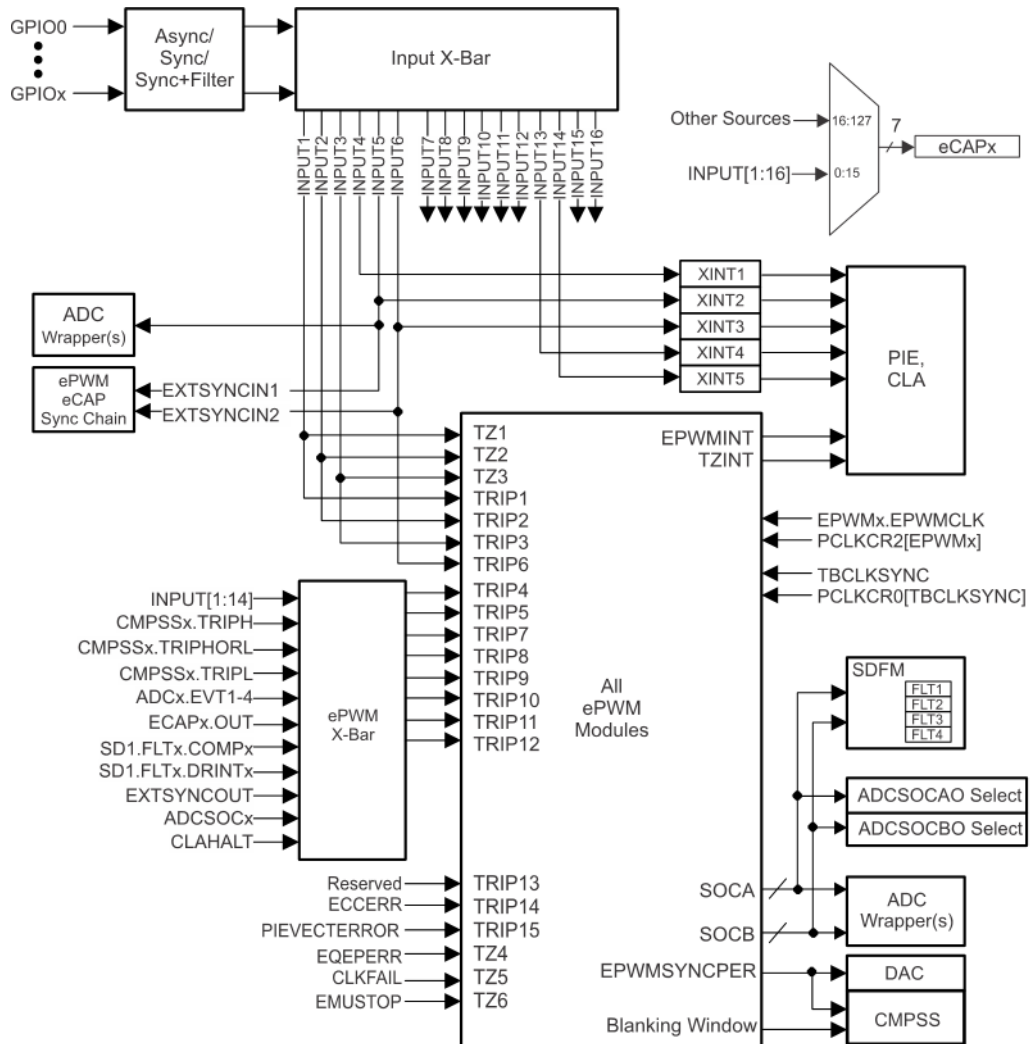 GPIO0
GPIOx
Async/
Sync/
Sync+Filter
Input X-Bar
INPUT1
INPUT2
INPUT3
INPUT4
INPUT5
INPUT6
INPUT7
INPUT8
INPUT9
INPUT10
INPUT11
INPUT12
INPUT13
INPUT14
INPUT15
INPUT16
Other Sources
16:127
7
eCAPx
INPUT[1:16]
0:15
XINT1
XINT2
XINT3
XINT4
XINT5
PIE,
CLA
ADC
Wrapper(s)
ePWM
eCAP
Sync Chain
EXTSYNCIN1
EXTSYNCIN2
TZ1
TZ2
TZ3
TRIP1
TRIP2
TRIP3
TRIP6
TRIP4
TRIP5
TRIP7
TRIP8
TRIP9
TRIP10
TRIP11
TRIP12
EPWMINT
TZINT
EPWMx.EPWMCLK
PCLKCR2[EPWMx]
TBCLKSYNC
PCLKCR0[TBCLKSYNC]
INPUT[1:14]
CMPSSx.TRIPH
CMPSSx.TRIPHORL
CMPSSx.TRIPL
ADCx.EVT1-4
ECAPx.OUT
SD1.FLTx.COMPx
SD1.FLTx.DRINTx
EXTSYNCOUT
ADCSOCx
CLAHALT
ePWM
X-Bar
All
ePWM
Modules
SDFM
FLT1
FLT2
FLT3
FLT4
ADCSOCAO Select
ADCSOCBO Select
Reserved
ECCERR
PIEVECTERROR
EQEPERR
CLKFAIL
EMUSTOP
TRIP13
TRIP14
TRIP15
TZ4
TZ5
TZ6
SOCA
SOCB
EPWMSYNCPER
Blanking Window
ADC
Wrapper(s)
DAC
CMPSS